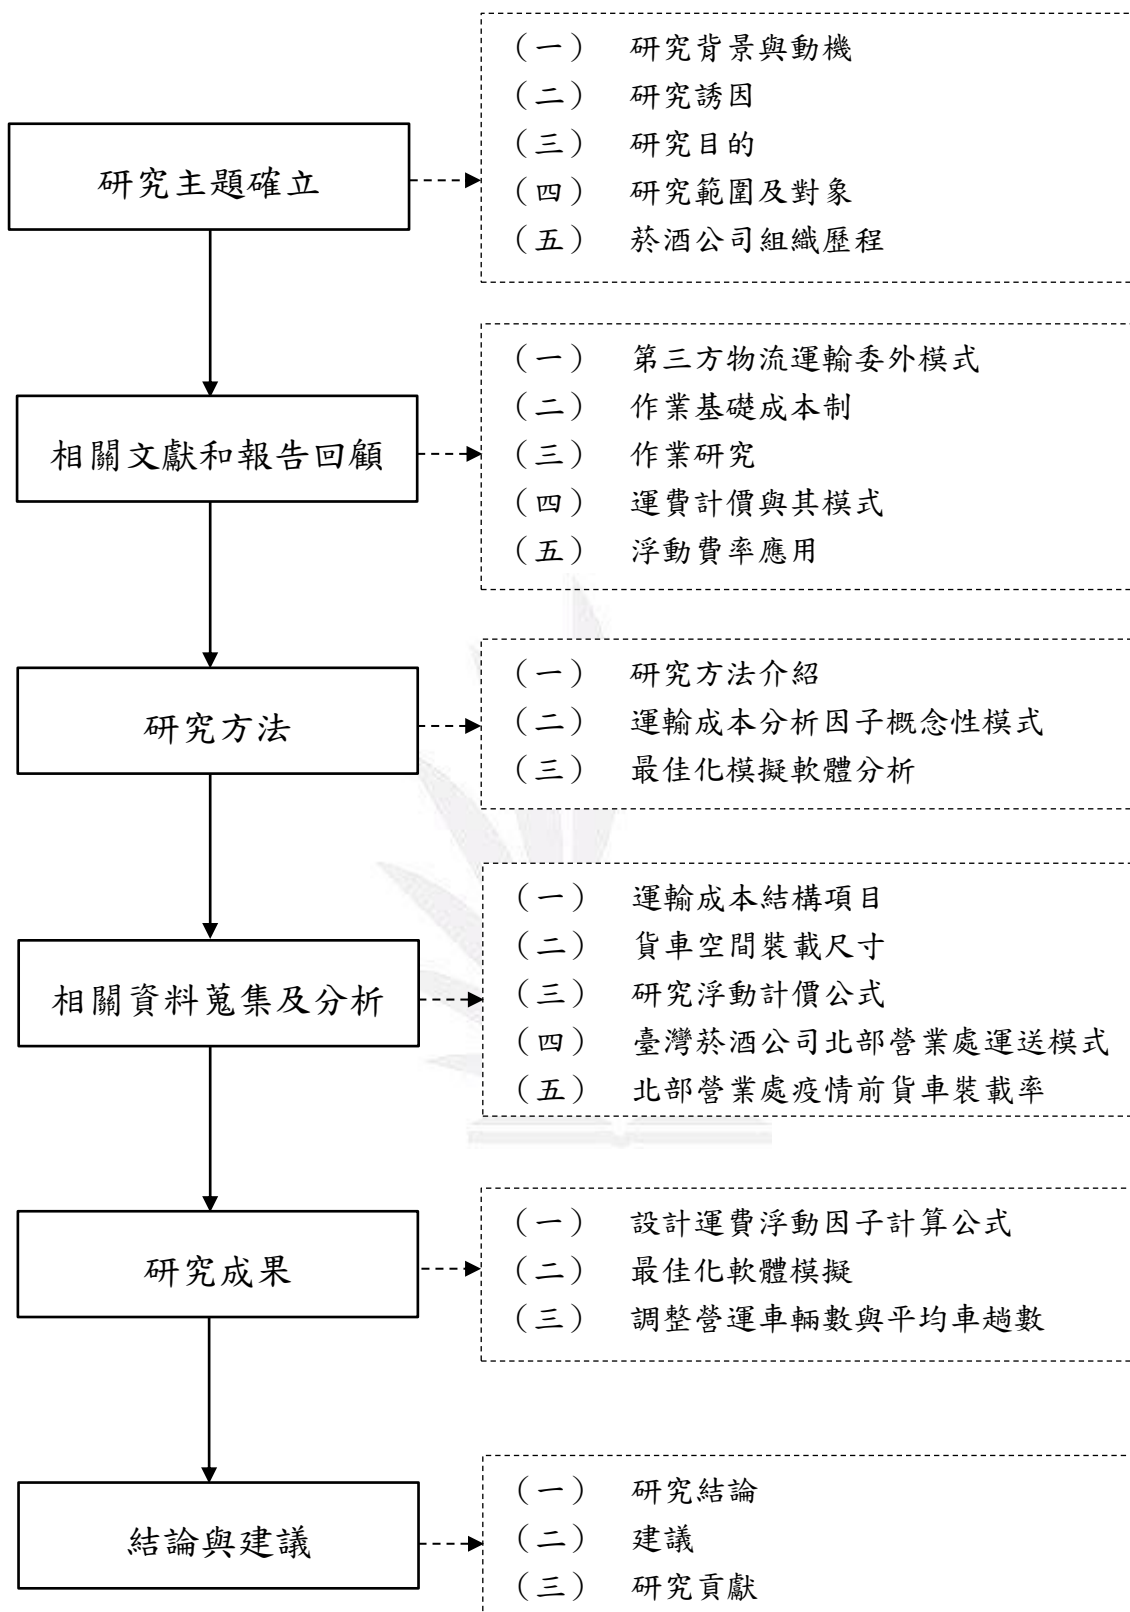 研究主題確立
（一） 研究背景與動機
（二） 研究誘因
（三） 研究目的
（四） 研究範圍及對象
（五） 菸酒公司組織歷程
相關文獻和報告回顧
（一） 第三方物流運輸委外模式
（二） 作業基礎成本制
（三） 作業研究
（四） 運費計價與其模式
（五） 浮動費率應用
研究方法
（一） 研究方法介紹
（二） 運輸成本分析因子概念性模式
（三） 最佳化模擬軟體分析
相關資料蒐集及分析
（一） 運輸成本結構項目
（二） 貨車空間裝載尺寸
（三） 研究浮動計價公式
（四） 臺灣菸酒公司北部營業處運送模式
（五） 北部營業處疫情前貨車裝載率
研究成果
（一） 設計運費浮動因子計算公式
（二） 最佳化軟體模擬
（三） 調整營運車輛數與平均車趟數
結論與建議
（一） 研究結論
（二） 建議
（三） 研究貢獻